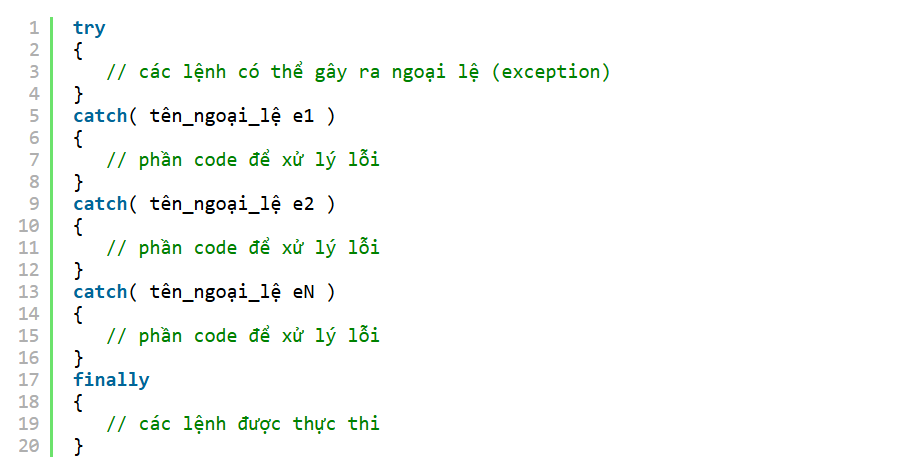 1 try
2 {
3 // các lệnh có thể gây ra ngoại lệ (exception)
4 }
5 catch( tên_ngoại_lệ e1 )
6 {
7 // phần code để xử lý lỗi
8 }
9 catch( tên_ngoại_lệ e2 )
10 {
11 // phần code để xử lý lỗi
12 }
13 catch( tên_ngoại_lệ eN )
14 {
15 // phần code để xử lý lỗi
16 }
17 finally
18 {
19 // các lệnh được thực thi
20 }